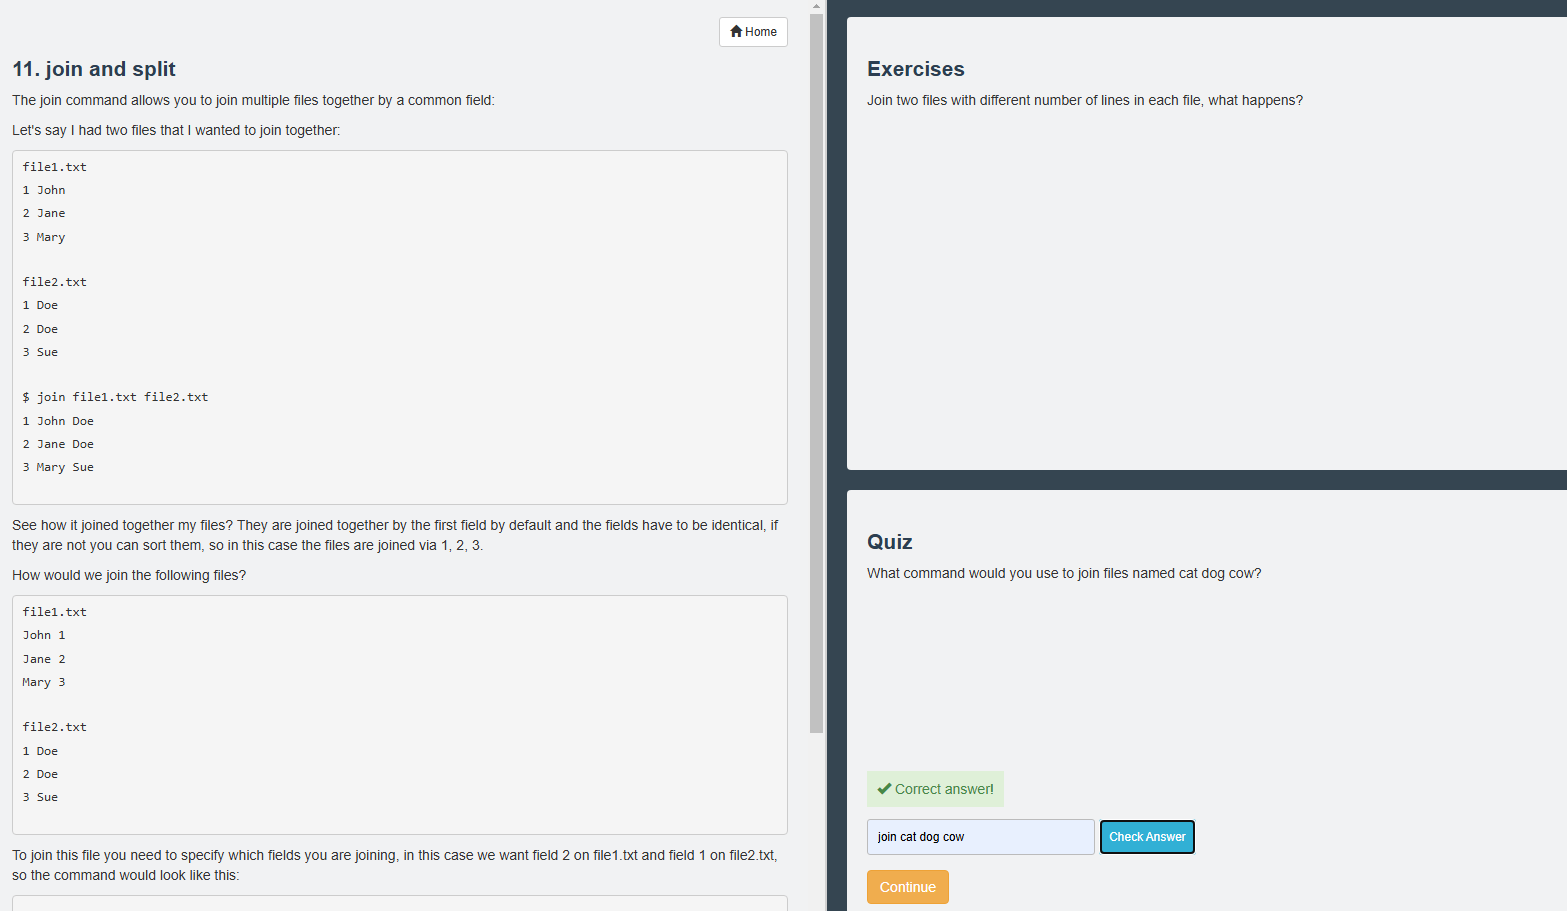 Home
11. join and split
The join command allows you to join multiple files together by a common field:
Let's say I had two files that I wanted to join together:
file1.txt
1 John
2 Jane
3 Mary
file2.txt
1 Doe
2 Doe
3 Sue
$ join file1.txt file2.txt
1 John Doe
2 Jane Doe
3 Mary Sue
See how it joined together my files? They are joined together by the first field by default and the fields have to be identical, if
they are not you can sort them, so in this case the files are joined via 1, 2, 3.
How would we join the following files?
file1.txt
John 1
Jane 2
Mary 3
file2.txt
1 Doe
2 Doe
3 Sue
To join this file you need to specify which fields you are joining, in this case we want field 2 on file1.txt and field 1 on file2.txt,
so the command would look like this:
Exercises
Join two files with different number of lines in each file, what happens?
Quiz
What command would you use to join files named cat dog cow?
Correct answer!
join cat dog cow
Check Answer
Continue